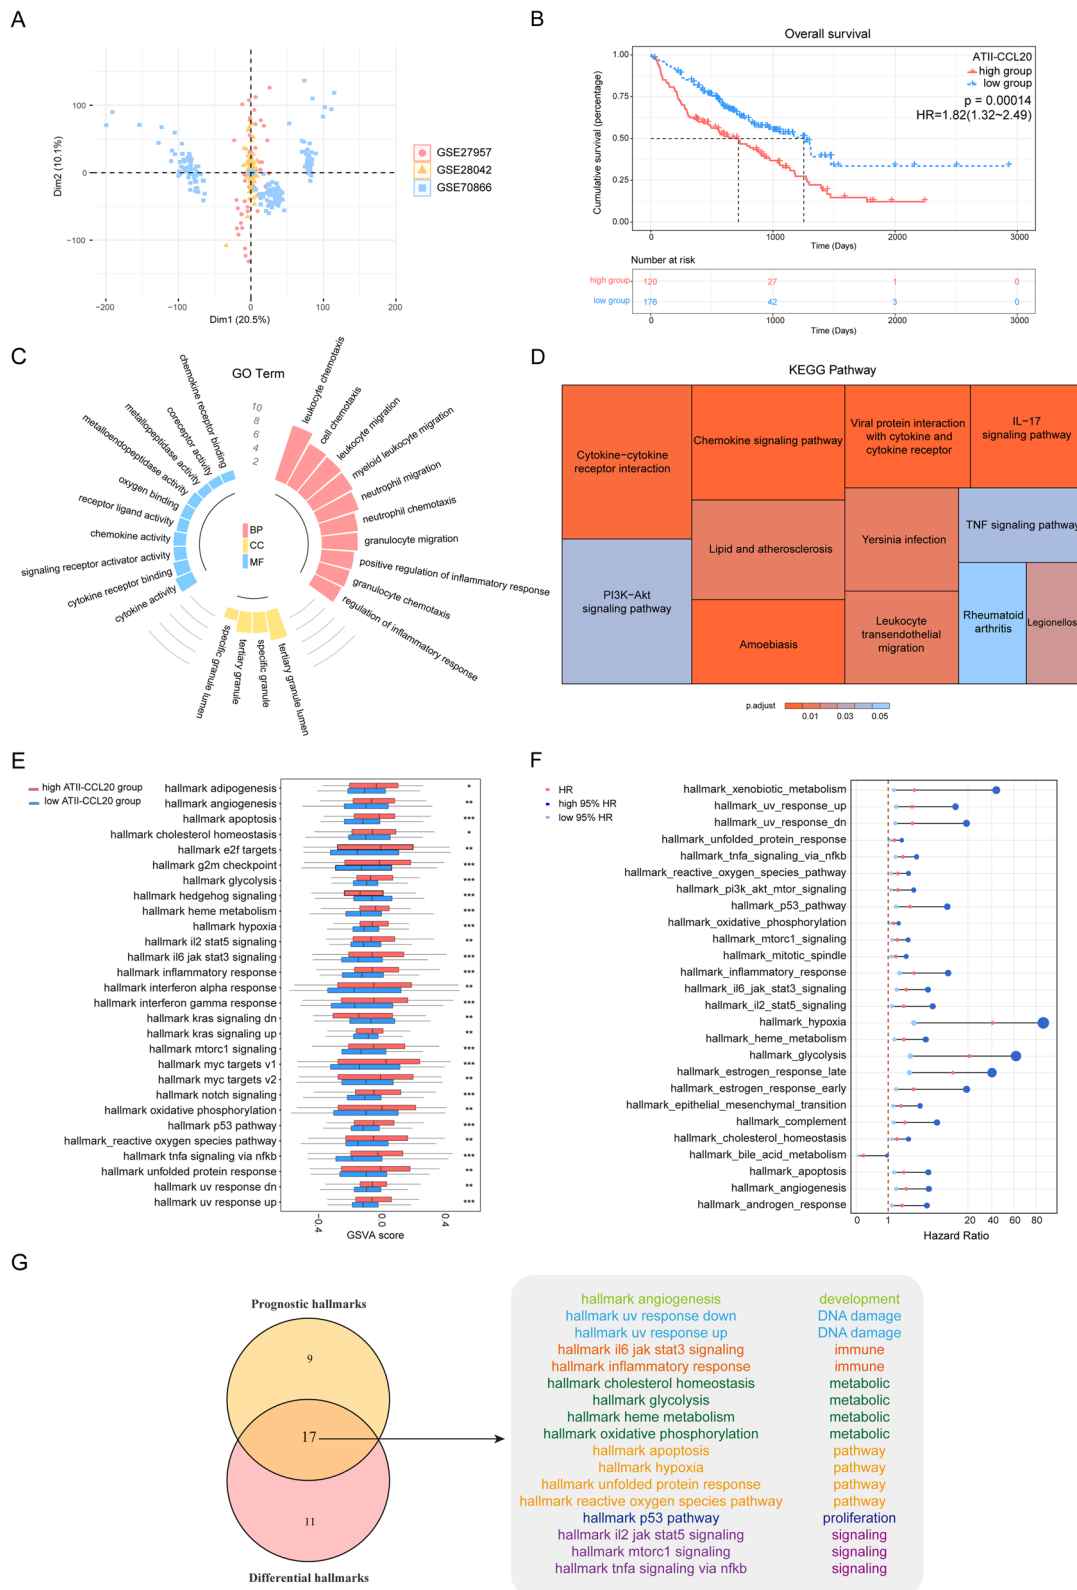 A
100
0
−100
−200
−100
0
100
200
Dim2 (10.1%)
Dim1 (20.5%)
GSE27957
GSE28042
GSE70866
B
Overall survival
ATII-CCL20
high group
low group
p = 0.00014
HR=1.82(1.32~2.49)
1.00
0.75
0.50
0.25
0.00
Cumulative survival (percentage)
0
1000
2000
3000
Time (Days)
Number at risk
high group
120
27
1
0
low group
176
42
3
0
0
1000
2000
3000
Time (Days)
C
GO Term
10
8
6
4
2
leukocyte chemotaxis
cell chemotaxis
leukocyte migration
myeloid leukocyte migration
neutrophil migration
neutrophil chemotaxis
granulocyte migration
positive regulation of inflammatory response
granulocyte chemotaxis
regulation of inflammatory response
tertiary granule lumen
specific granule
tertiary granule
specific granule lumen
cytokine activity
cytokine receptor binding
signaling receptor activator activity
chemokine activity
receptor ligand activity
oxygen binding
metalloendopeptidase activity
metallopeptidase activity
coreceptor activity
chemokine receptor binding
BP
CC
MF
D
KEGG Pathway
Cytokine−cytokine
receptor interaction
PI3K−Akt
signaling pathway
Chemokine signaling pathway
Lipid and atherosclerosis
Amoebiasis
Viral protein interaction
with cytokine and
cytokine receptor
IL−17
signaling pathway
Yersinia infection
TNF signaling pathway
Leukocyte
transendothelial
migration
Rheumatoid
arthritis
Legionellos
p.adjust
0.01
0.03
0.05
E
high ATII-CCL20 group
low ATII-CCL20 group
hallmark adipogenesis *
hallmark angiogenesis **
hallmark apoptosis ***
hallmark cholesterol homeostasis *
hallmark e2f targets **
hallmark g2m checkpoint ***
hallmark glycolysis ***
hallmark hedgehog signaling ***
hallmark heme metabolism ***
hallmark hypoxia ***
hallmark il2 stat5 signaling **
hallmark il6 jak stat3 signaling ***
hallmark inflammatory response ***
hallmark interferon alpha response **
hallmark interferon gamma response ***
hallmark kras signaling dn **
hallmark kras signaling up **
hallmark mtorc1 signaling ***
hallmark myc targets v1 ***
hallmark myc targets v2 **
hallmark notch signaling ***
hallmark oxidative phosphorylation **
hallmark p53 pathway ***
hallmark_reactive oxygen species pathway **
hallmark tnfa signaling via nfkb ***
hallmark unfolded protein response **
hallmark uv response dn **
hallmark uv response up ***
-0.4
0.0
0.4
GSVA score
F
HR
high 95% HR
low 95% HR
hallmark_xenobiotic_metabolism
hallmark_uv_response_up
hallmark_uv_response_dn
hallmark_unfolded_protein_response
hallmark_tnfa_signaling_via_nfkb
hallmark_reactive_oxygen_species_pathway
hallmark_pi3k_akt_mtor_signaling
hallmark_p53_pathway
hallmark_oxidative_phosphorylation
hallmark_mtorc1_signaling
hallmark_mitotic_spindle
hallmark_inflammatory_response
hallmark_il6_jak_stat3_signaling
hallmark_il2_stat5_signaling
hallmark_hypoxia
hallmark_heme_metabolism
hallmark_glycolysis
hallmark_estrogen_response_late
hallmark_estrogen_response_early
hallmark_epithelial_mesenchymal_transition
hallmark_complement
hallmark_cholesterol_homeostasis
hallmark_bile_acid_metabolism
hallmark_apoptosis
hallmark_angiogenesis
hallmark_androgen_response
0
1
20
40
60
80
Hazard Ratio
G
Prognostic hallmarks
9
17
11
Differential hallmarks
hallmark angiogenesis development
hallmark uv response down DNA damage
hallmark uv response up DNA damage
hallmark il6 jak stat3 signaling immune
hallmark inflammatory response immune
hallmark cholesterol homeostasis metabolic
hallmark glycolysis metabolic
hallmark heme metabolism metabolic
hallmark oxidative phosphorylation metabolic
hallmark apoptosis pathway
hallmark hypoxia pathway
hallmark unfolded protein response pathway
hallmark reactive oxygen species pathway pathway
hallmark p53 pathway proliferation
hallmark il2 jak stat5 signaling signaling
hallmark mtorc1 signaling signaling
hallmark tnfa signaling via nfkb signaling